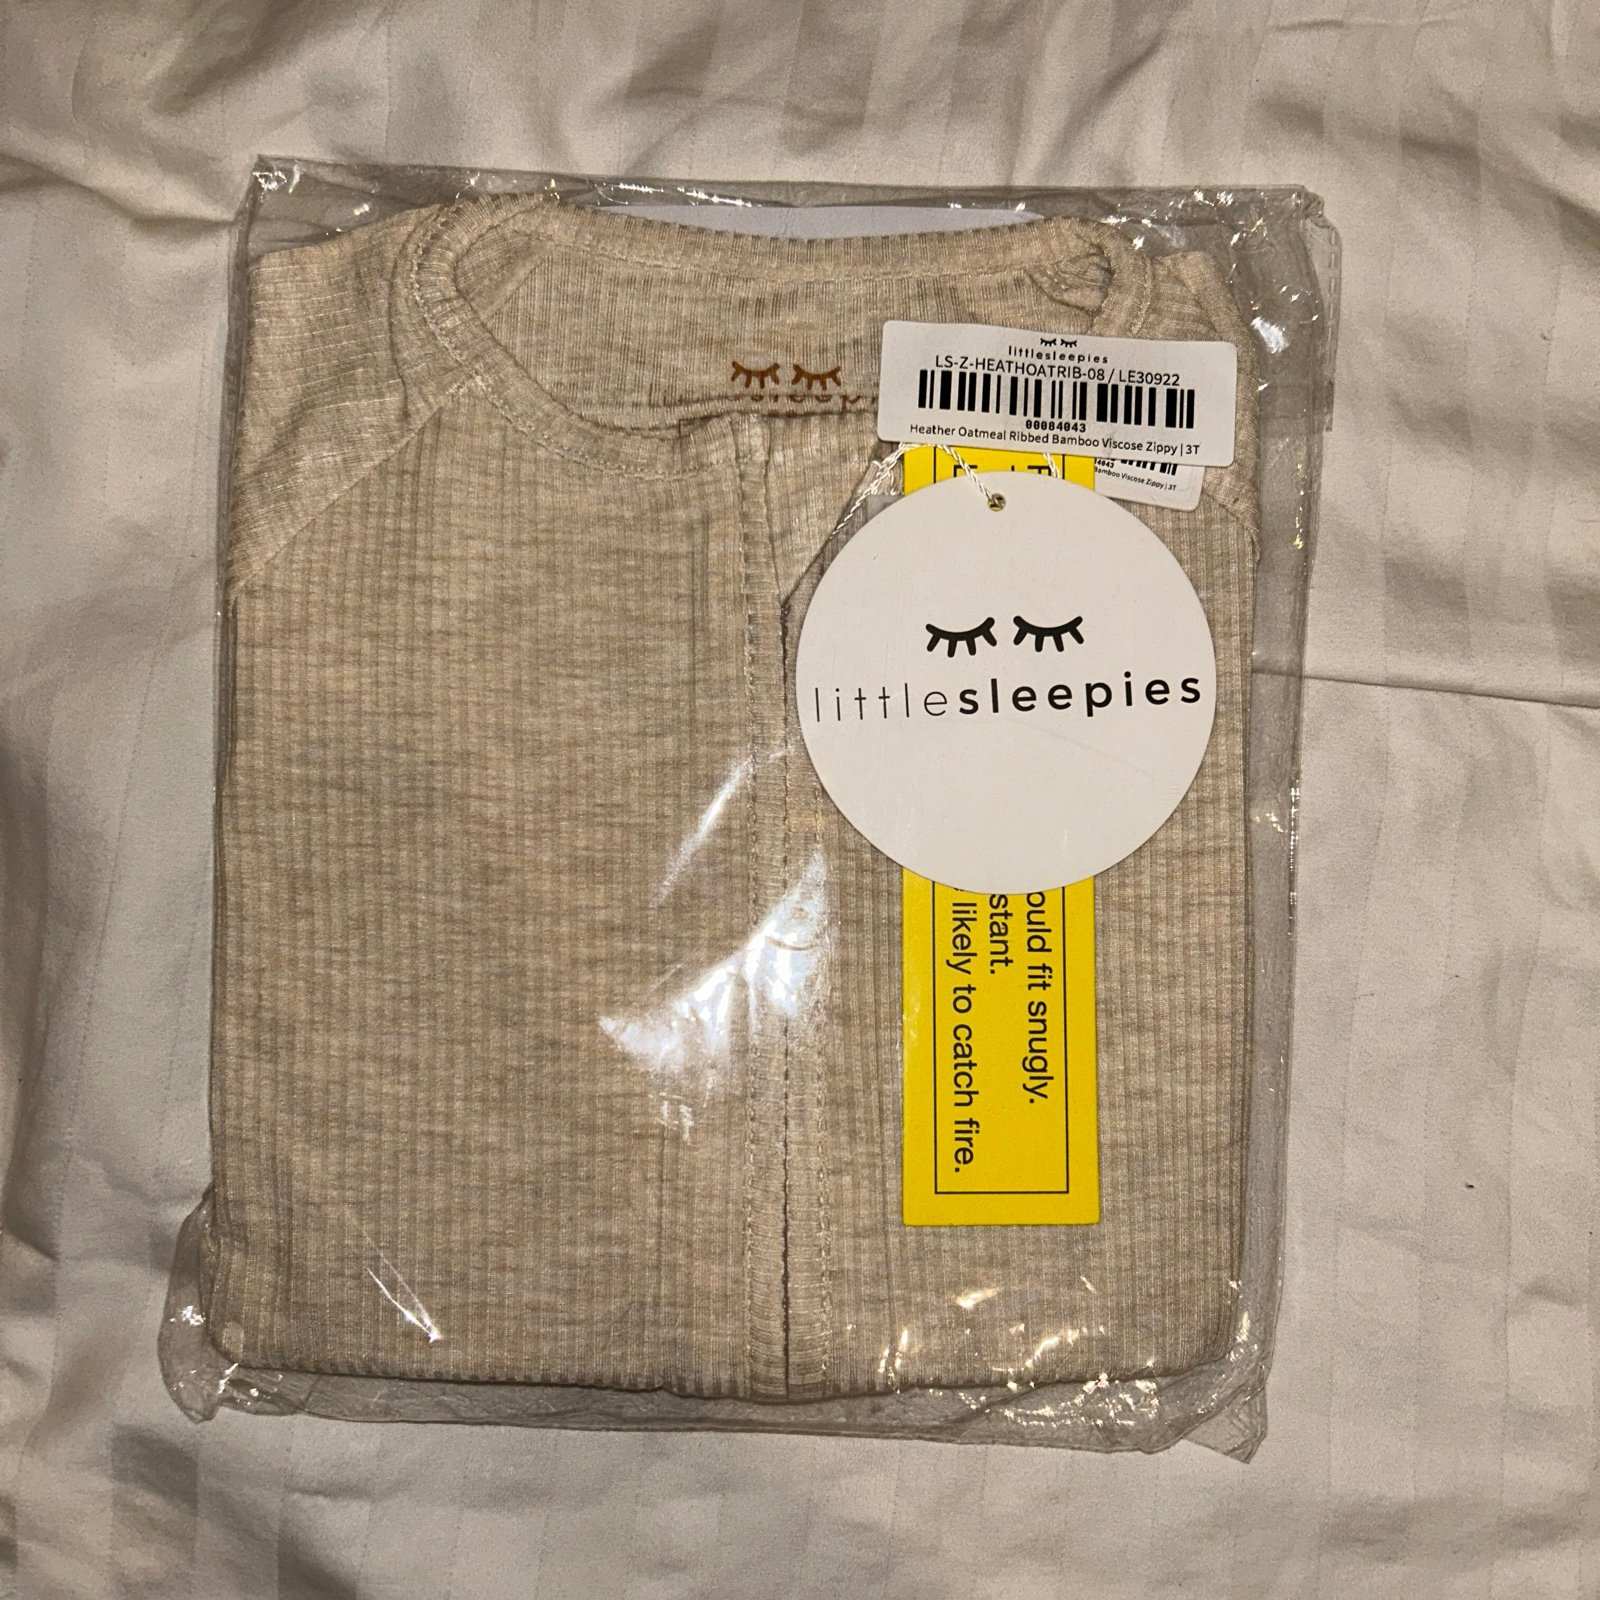 littlesleepies
LS-Z-HEATHOATRIB-08 / LE30922
00084043
Heather Oatmeal Ribbed Bamboo Viscose Zippy | 3T
Bamboo Viscose Zippy | 3T
littlesleepies
ould fit snugly.
stant.
likely to catch fire.